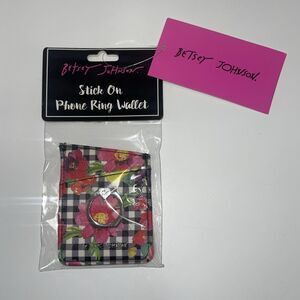 Betsey Johnson.
Stick On
Phone Ring Wallet
BETSEY JOHNSON.